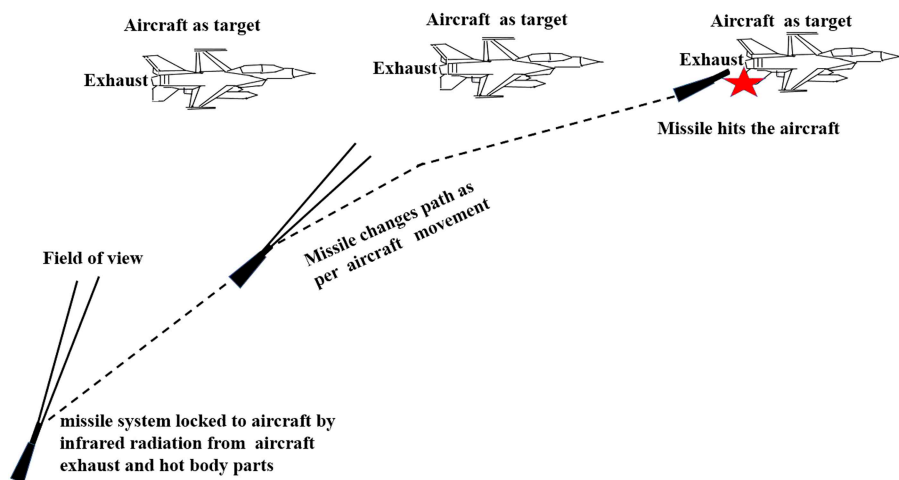 Aircraft as target
Aircraft as target
Aircraft as target
Exhaust
Exhaust
Exhaust
Missile hits the aircraft
Missile changes path as
per aircraft movement
Field of view
missile system locked to aircraft by
infrared radiation from aircraft
exhaust and hot body parts